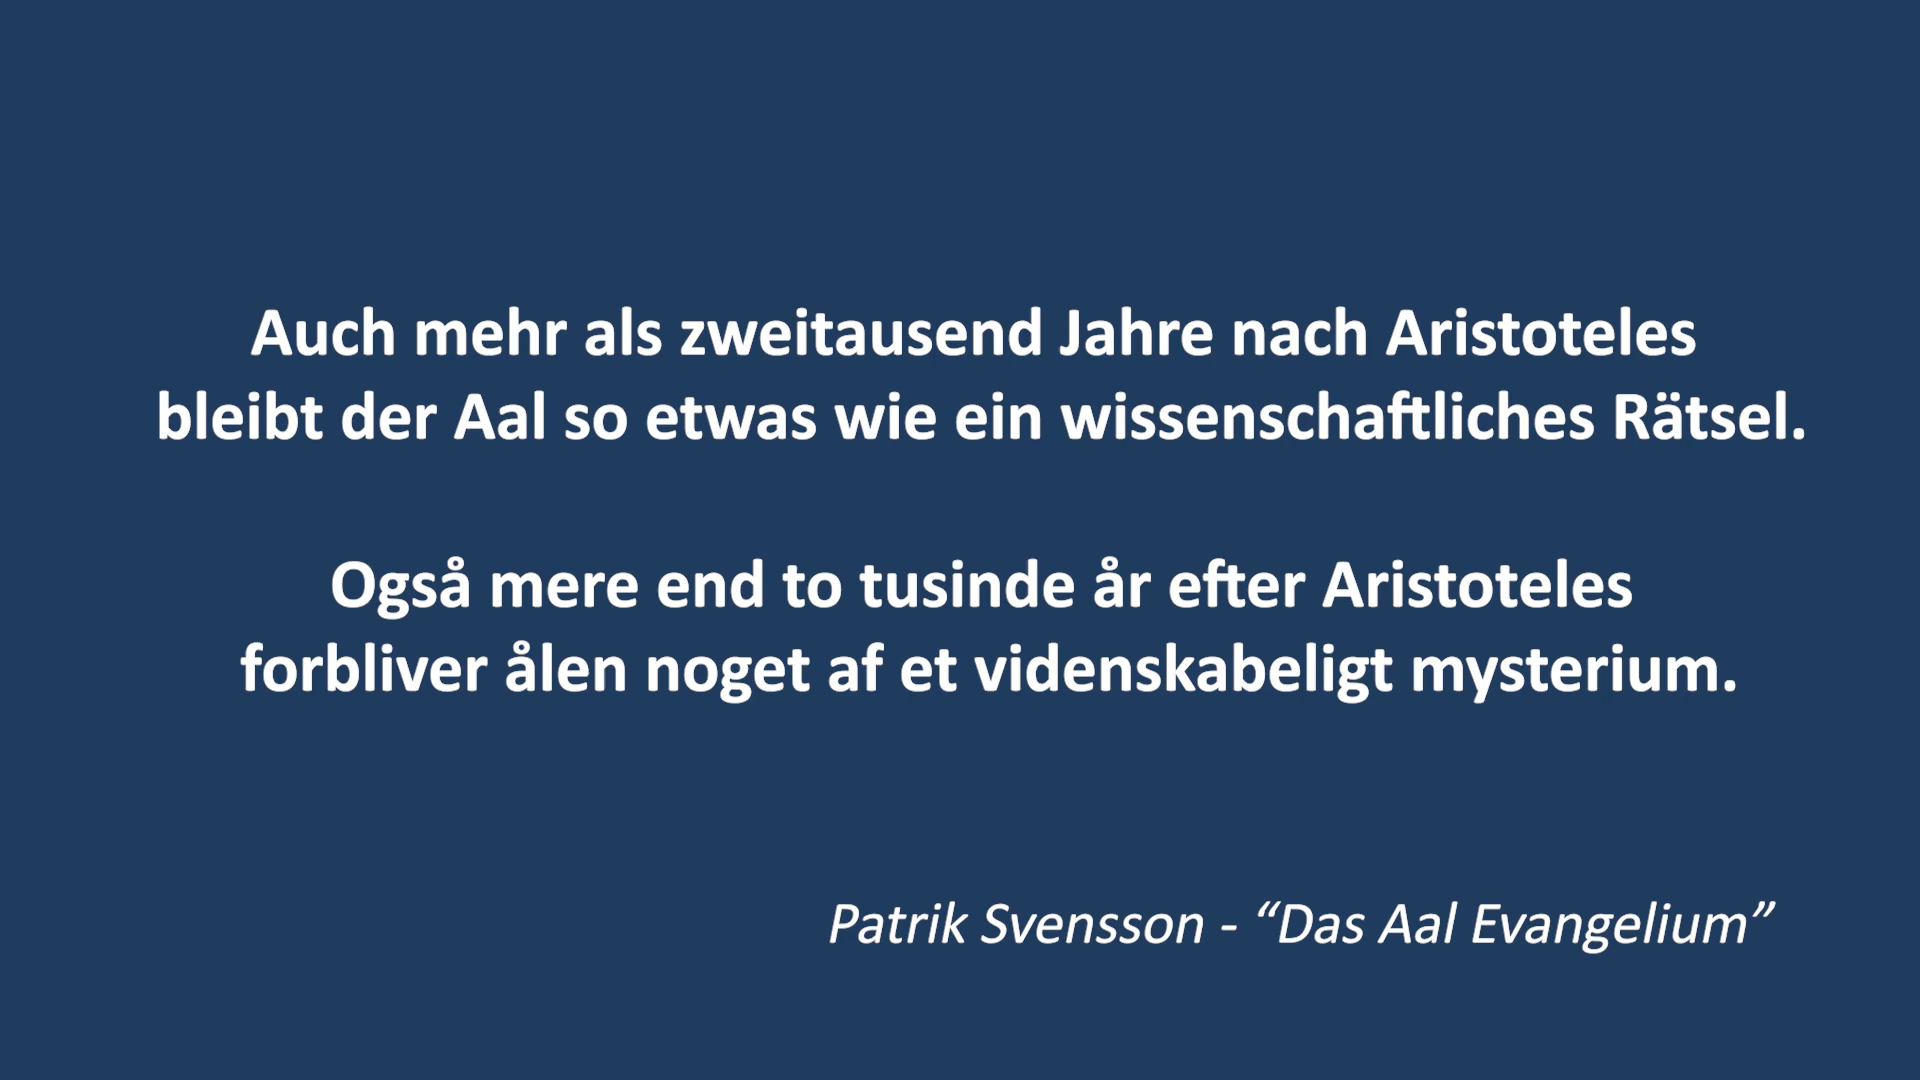 Auch mehr als zweitausend Jahre nach Aristoteles
bleibt der Aal so etwas wie ein wissenschaftliches Rätsel.
Også mere end to tusinde år efter Aristoteles
forbliver ålen noget af et videnskabeligt mysterium.
Patrik Svensson - “Das Aal Evangelium”